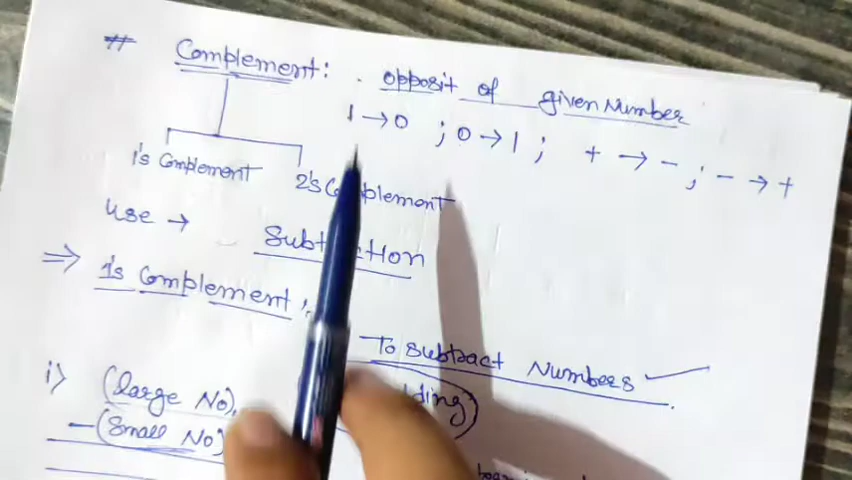 # Complement: opposit of given Number
1 → 0 ; 0 → 1 ; + → - ; - → +
1's Complement
2's Complement
Use → Subtraction
⇒ 1's Complement :
To Subtract Numbers ✓
i> (large No).
-(Small No)